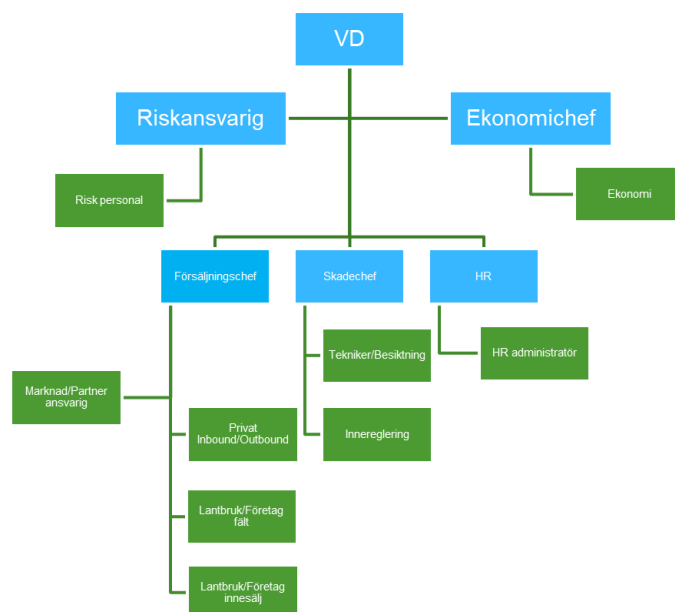 VD
Riskansvarig
Ekonomichef
Risk personal
Ekonomi
Försäljningschef
Skadechef
HR
Tekniker/Besiktning
HR administratör
Marknad/Partner
ansvarig
Privat
Inbound/Outbound
Innereglering
Lantbruk/Företag
fält
Lantbruk/Företag
innesälj